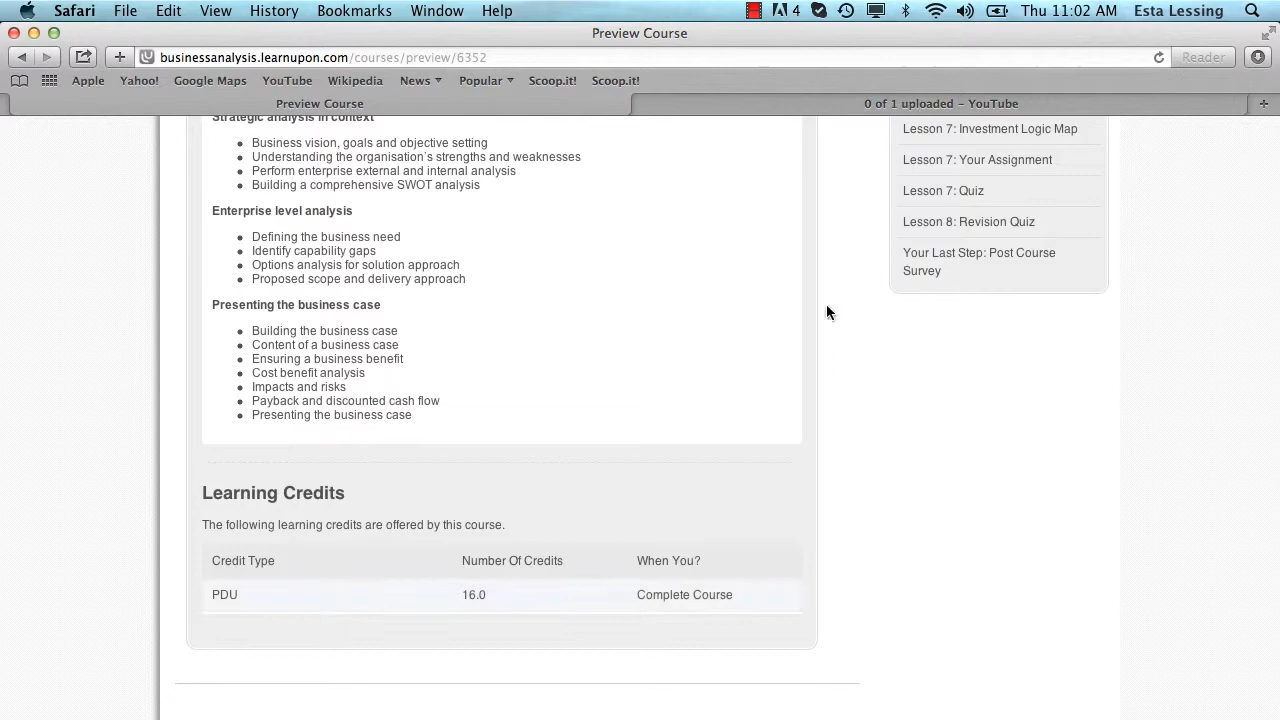 Safari File Edit View History Bookmarks Window Help 4 Thu 11:02 AM Esta Lessing
Preview Course
businessanalysis.learnupon.com/courses/preview/6352 Reader
Apple Yahoo! Google Maps YouTube Wikipedia News Popular Scoop.it! Scoop.it!
Preview Course 0 of 1 uploaded – YouTube
Strategic analysis in context
Business vision, goals and objective setting
Understanding the organisation`s strengths and weaknesses
Perform enterprise external and internal analysis
Building a comprehensive SWOT analysis
Enterprise level analysis
Defining the business need
Identify capability gaps
Options analysis for solution approach
Proposed scope and delivery approach
Presenting the business case
Building the business case
Content of a business case
Ensuring a business benefit
Cost benefit analysis
Impacts and risks
Payback and discounted cash flow
Presenting the business case
Learning Credits
The following learning credits are offered by this course.
Credit Type Number Of Credits When You?
PDU 16.0 Complete Course
Lesson 7: Investment Logic Map
Lesson 7: Your Assignment
Lesson 7: Quiz
Lesson 8: Revision Quiz
Your Last Step: Post Course
Survey